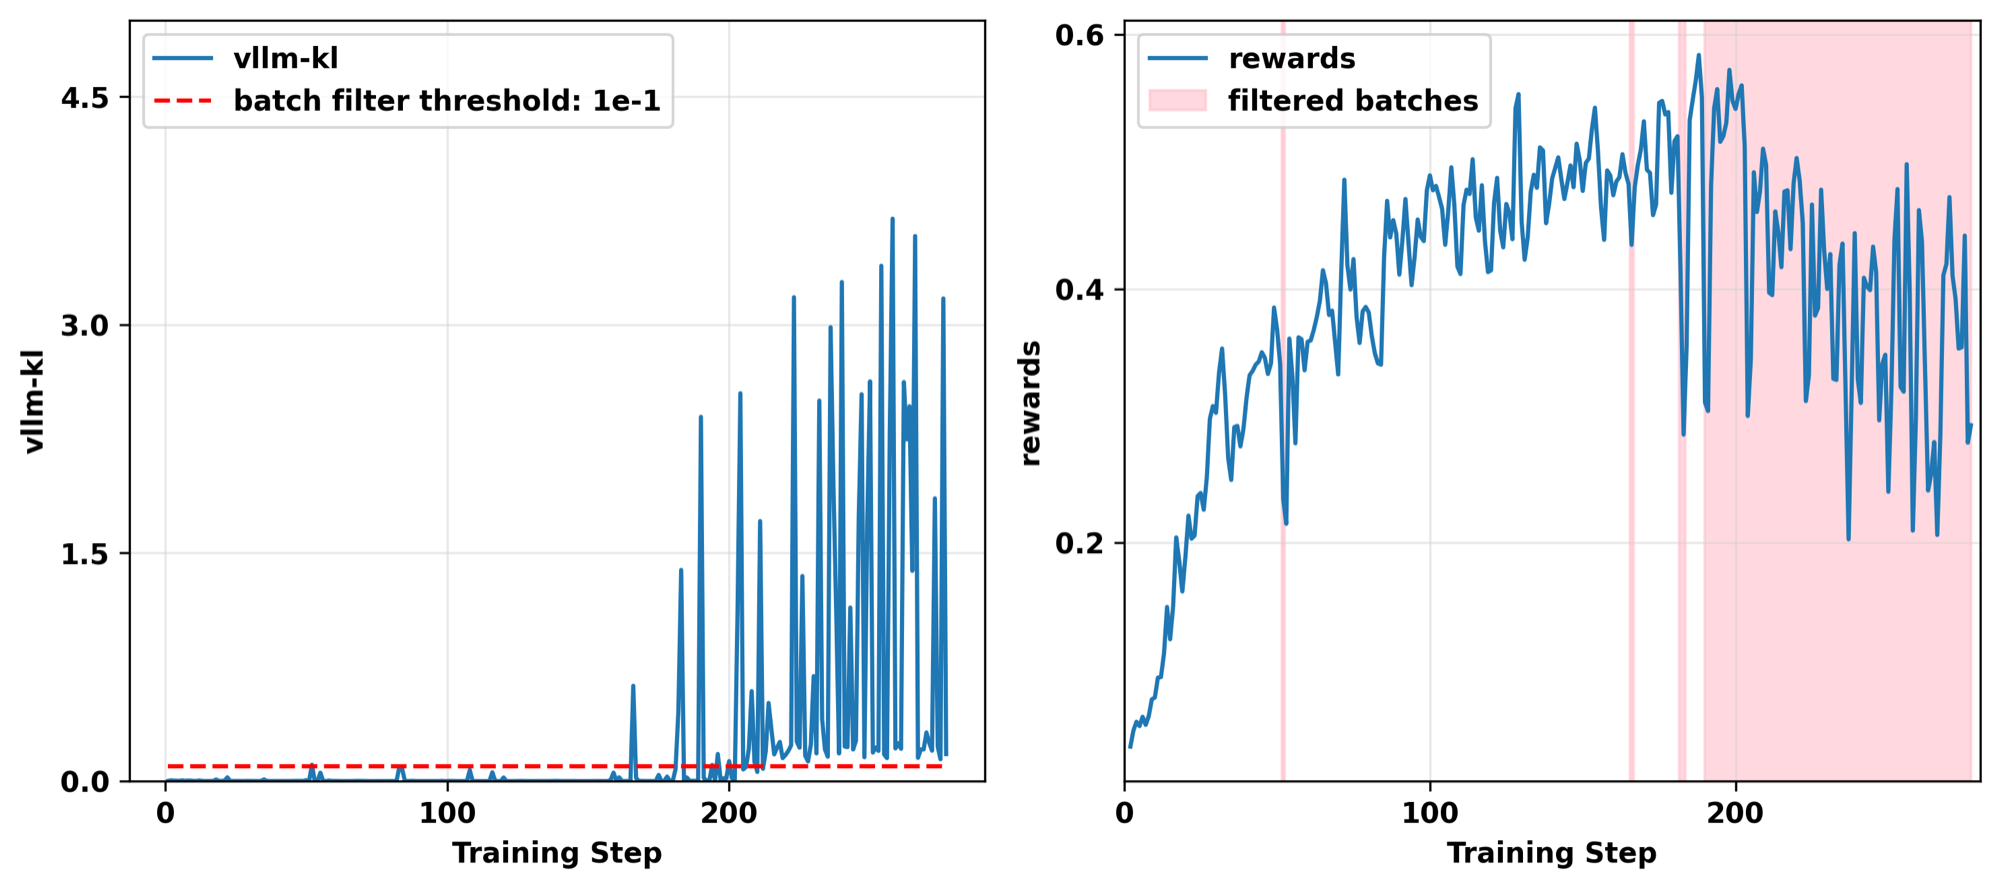 vllm-kl
batch filter threshold: 1e-1
4.5
3.0
1.5
0.0
vllm-kl
0
100
200
Training Step
rewards
filtered batches
0.6
0.4
0.2
rewards
0
100
200
Training Step